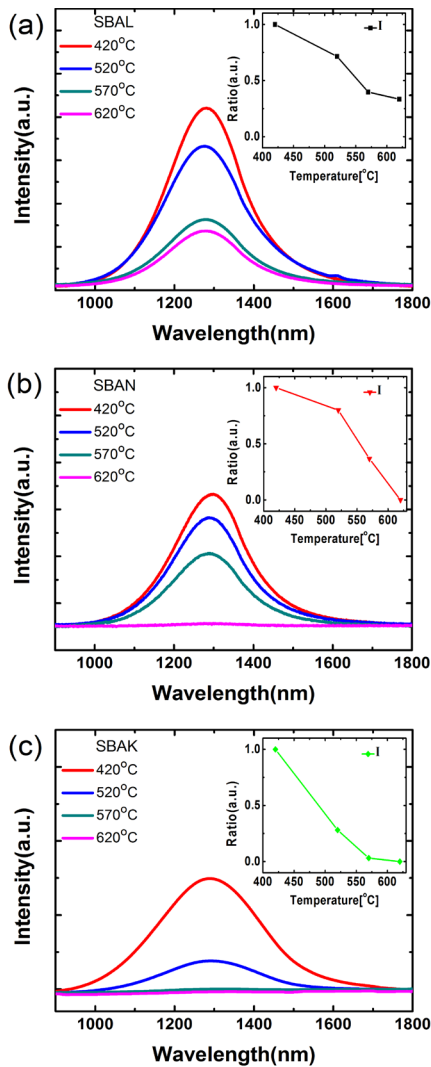 (a)
SBAL
420°C
520°C
570°C
620°C
I
Ratio(a.u.)
1.0
0.5
0.0
400 450 500 550 600
Temperature[°C]
Intensity(a.u.)
1000 1200 1400 1600 1800
Wavelength(nm)
(b)
SBAN
420°C
520°C
570°C
620°C
I
Ratio(a.u.)
1.0
0.5
0.0
400 450 500 550 600
Temperature[°C]
Intensity(a.u.)
1000 1200 1400 1600 1800
Wavelength(nm)
(c)
SBAK
420°C
520°C
570°C
620°C
I
Ratio(a.u.)
1.0
0.5
0.0
400 450 500 550 600
Temperature[°C]
Intensity(a.u.)
1000 1200 1400 1600 1800
Wavelength(nm)